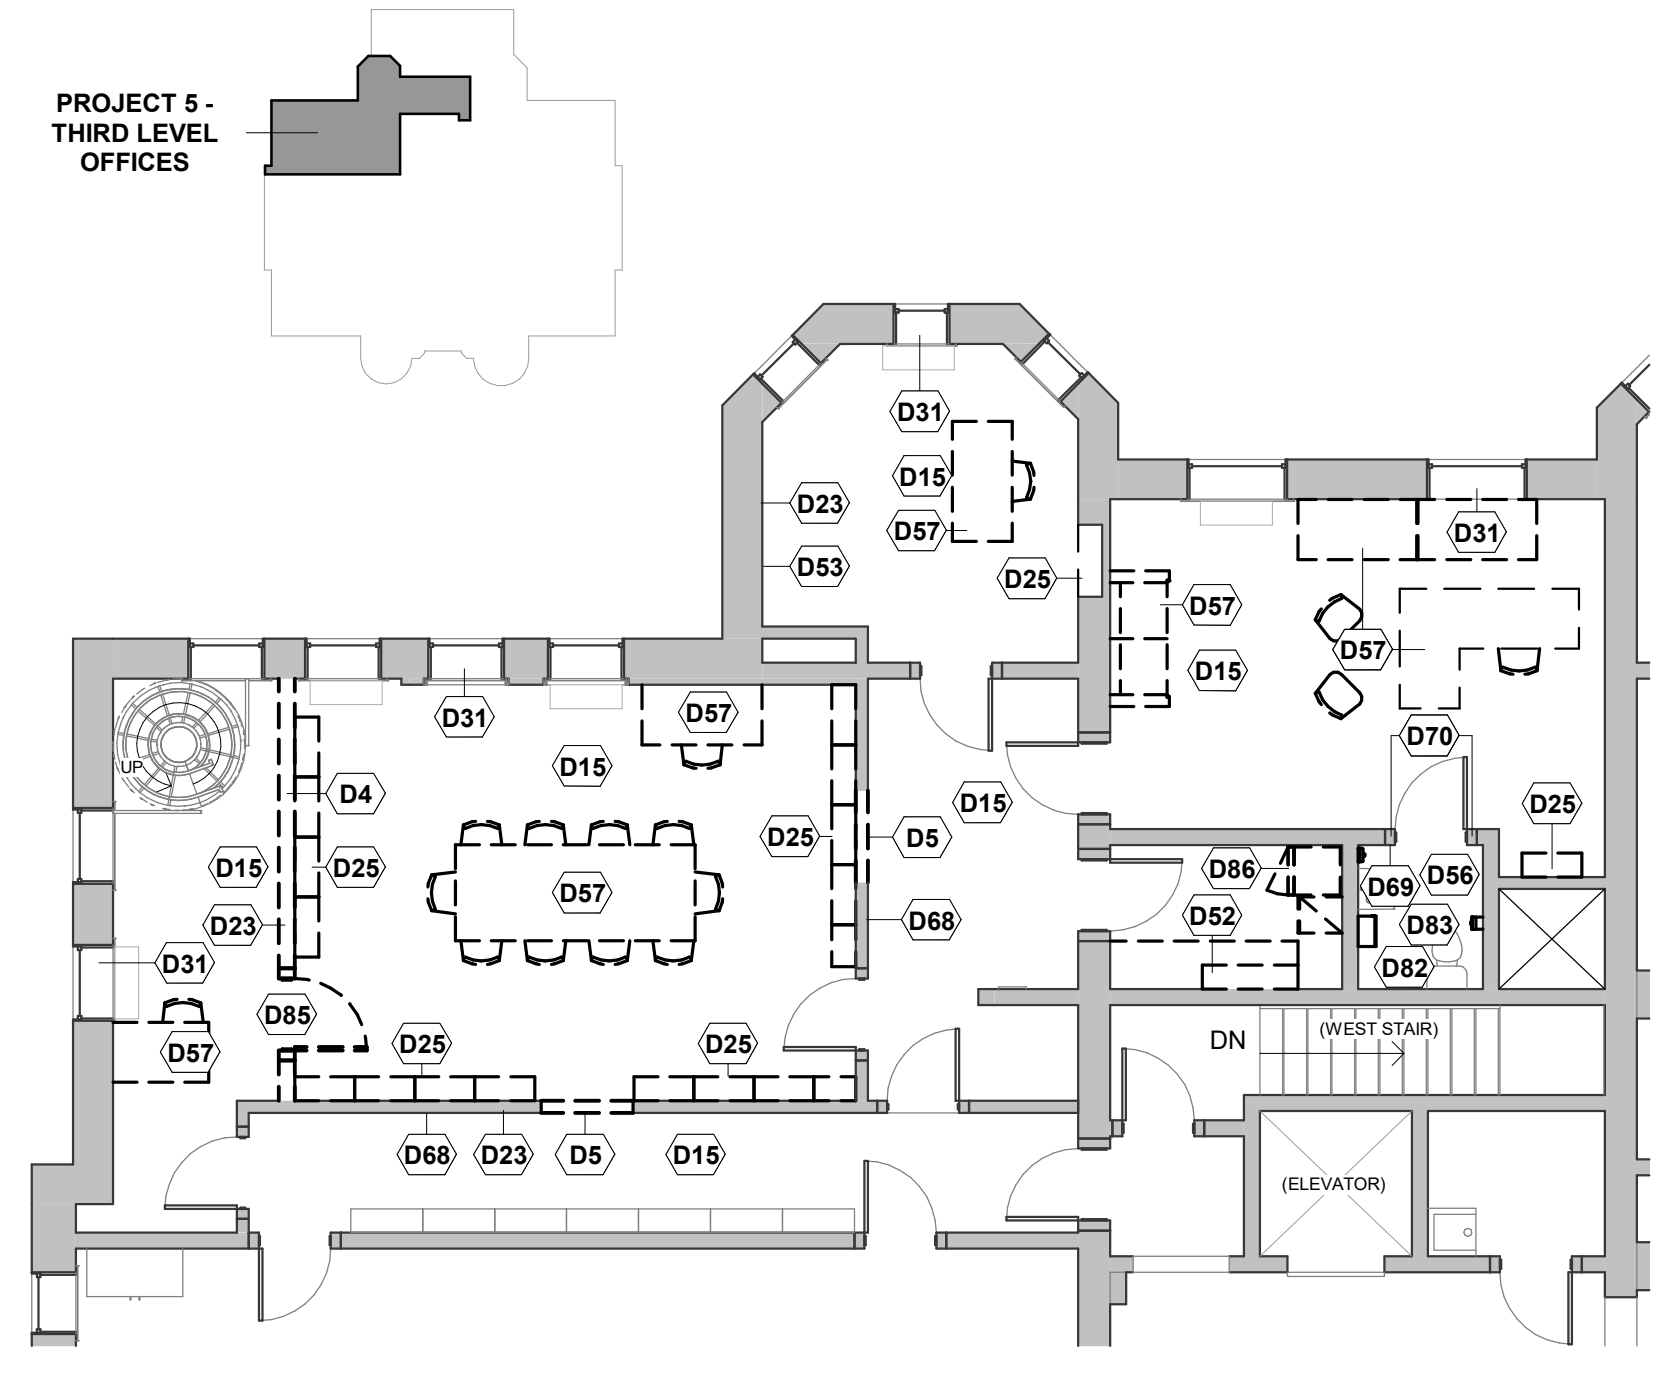 PROJECT 5 -
THIRD LEVEL
OFFICES
D31
D15
D23
D57
D31
D53
D25
D57
D57
D15
D57
D31
D70
D15
D4
D15
D25
D15
D25
D25
D5
D86
D69
D56
D57
D23
D68
D52
D83
D31
D82
UP
D85
(WEST STAIR)
DN
D57
D25
D25
D68
D23
D5
D15
(ELEVATOR)